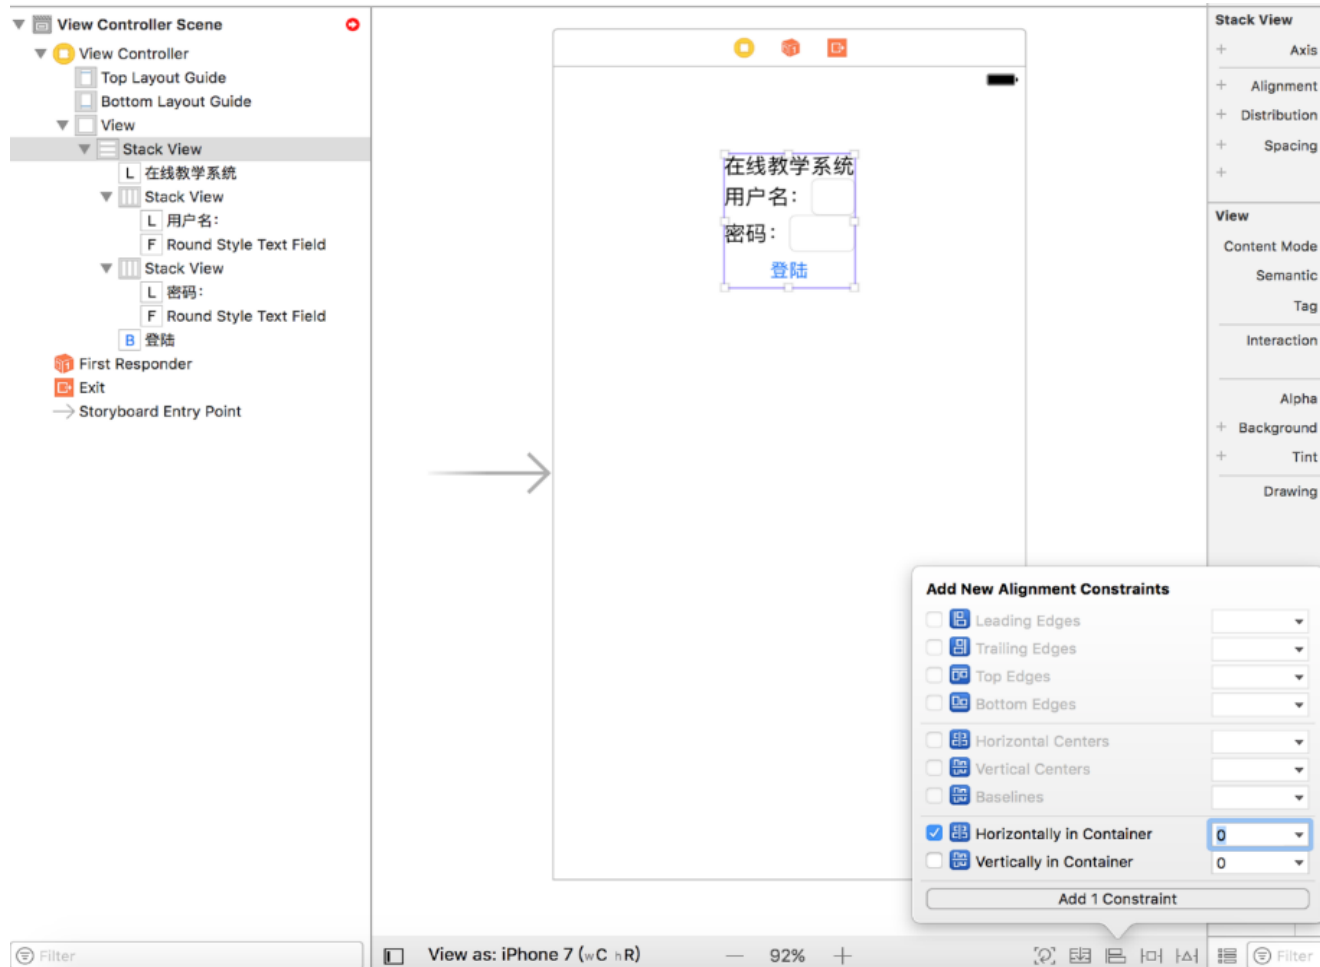 View Controller Scene
View Controller
Top Layout Guide
Bottom Layout Guide
View
Stack View
L 在线教学系统
Stack View
L 用户名:
F Round Style Text Field
Stack View
L 密码:
F Round Style Text Field
B 登陆
First Responder
Exit
Storyboard Entry Point
Filter
在线教学系统
用户名:
密码:
登陆
View as: iPhone 7 (wC hR)
— 92% +
Stack View
+ Axis
+ Alignment
+ Distribution
+ Spacing
+
View
Content Mode
Semantic
Tag
Interaction
Alpha
+ Background
+ Tint
Drawing
Add New Alignment Constraints
Leading Edges
Trailing Edges
Top Edges
Bottom Edges
Horizontal Centers
Vertical Centers
Baselines
Horizontally in Container 0
Vertically in Container 0
Add 1 Constraint
Filter